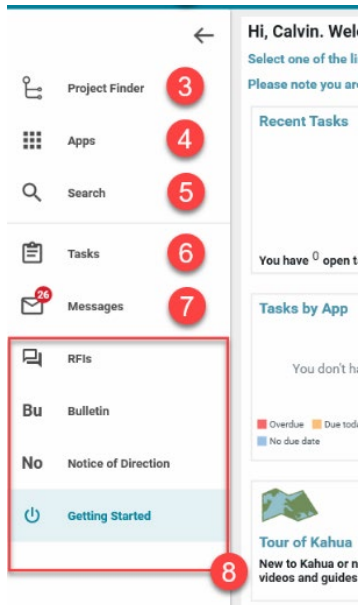 Hi, Calvin. Wel
Select one of the li
Please note you ar
Project Finder 3
Apps 4
Search 5
Tasks 6
26
Messages 7
RFIs
Bu Bulletin
No Notice of Direction
Getting Started
8
Recent Tasks
You have 0 open t
Tasks by App
You don't ha
Overdue Due toda
No due date
Tour of Kahua
New to Kahua or n
videos and guides